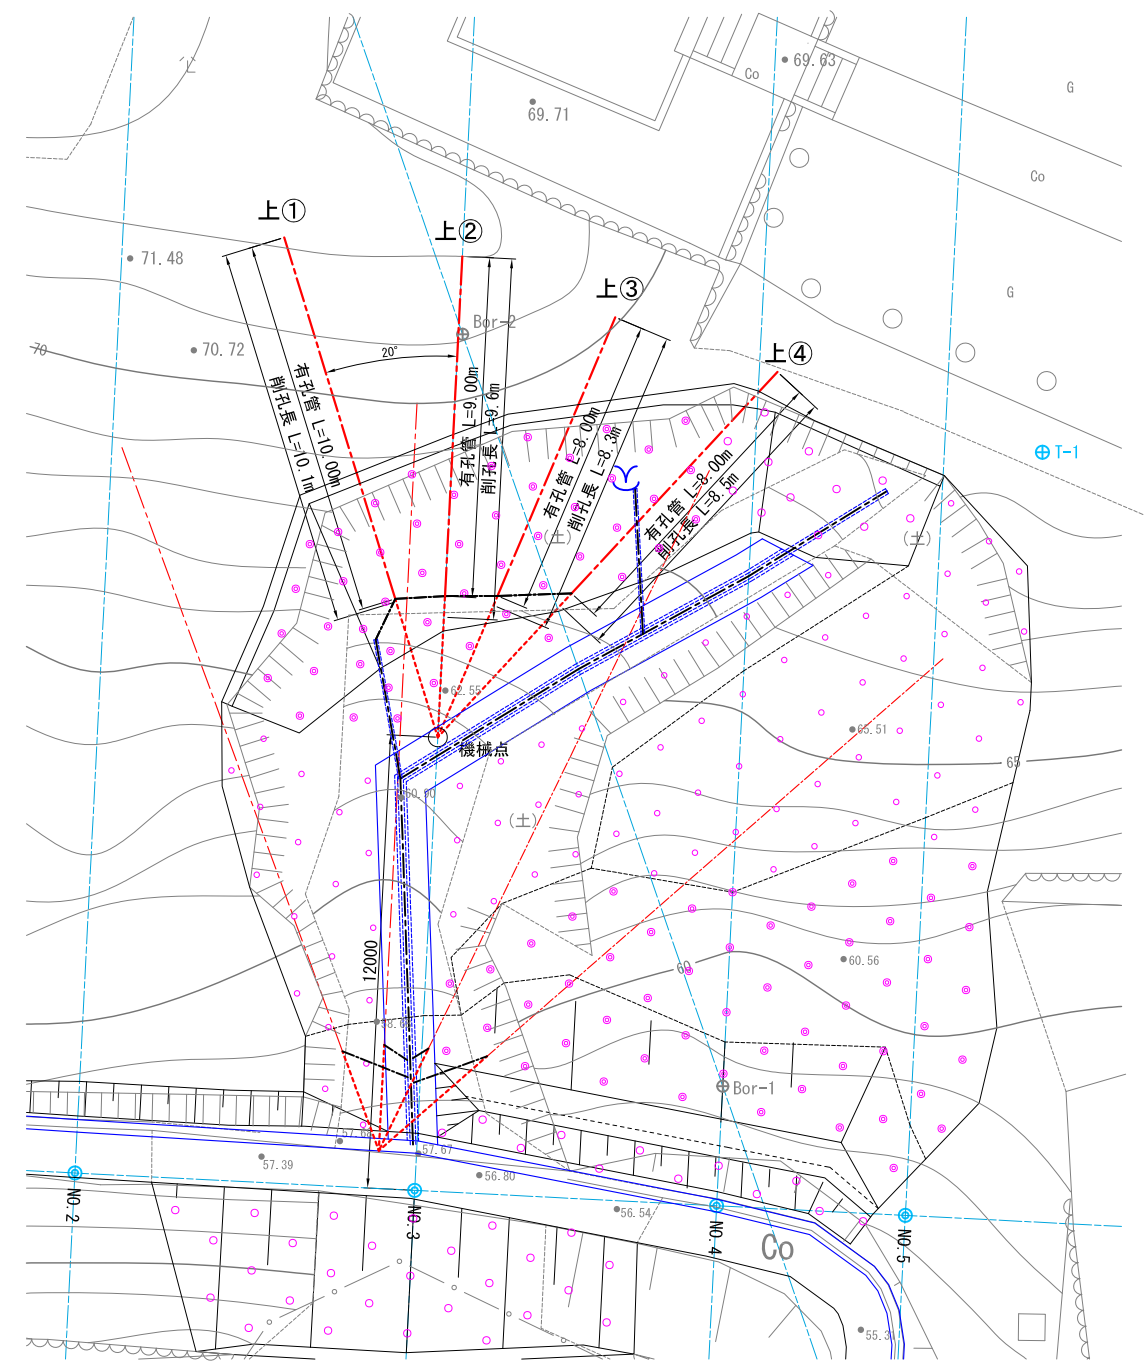 69.63
Co
G
69.71
Co
上①
上②
71.48
上③
G
Bor-2
70
70.72
20°
上④
有孔管 L=10.00m
削孔長 L=10.1m
有孔管 L=9.00m
削孔長 L=9.6m
有孔管 L=8.00m
削孔長 L=8.3m
有孔管 L=8.00m
削孔長 L=8.5m
T-1
(土)
(土)
62.55
機械点
65.51
65
60.90
(土)
12000
60
60.56
Bor-1
57.67
57.39
56.80
56.54
NO.2
NO.3
NO.4
NO.5
Co